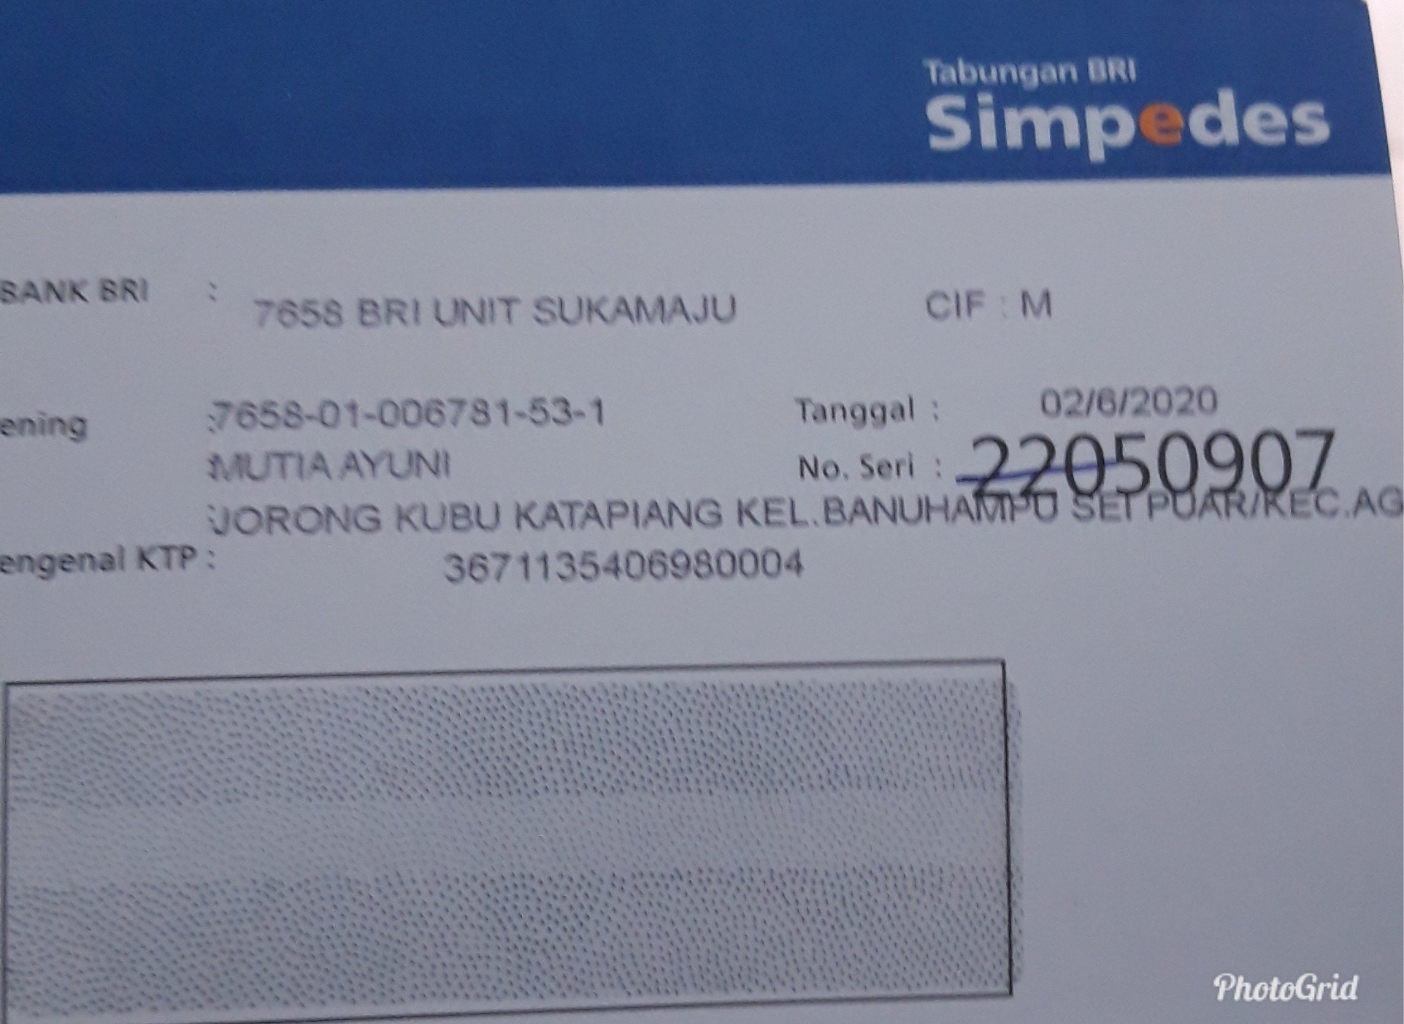 Tabungan BRI
Simpedes
BANK BRI : 7658 BRI UNIT SUKAMAJU CIF : M
ening :7658-01-006781-53-1 Tanggal : 02/6/2020
:MUTIA AYUNI No. Seri : 22050907
:JORONG KUBU KATAPIANG KEL.BANUHAMPU SEI PUAR/KEC.AG
engenal KTP : 3671135406980004
PhotoGrid